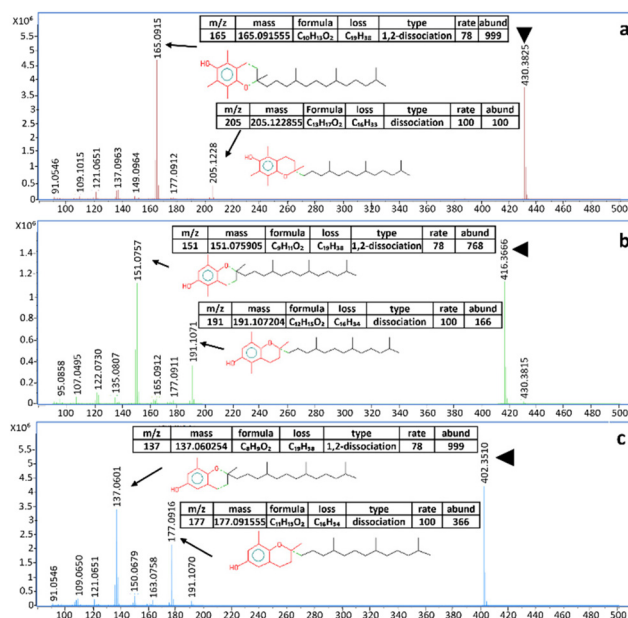 X10⁶
a
m/z mass formula loss type rate abund
165 165.091555 C₁₀H₁₃O₂ C₁₉H₃₈ 1,2-dissociation 78 999
m/z mass Formula loss type rate abund
205 205.122855 C₁₃H₁₇O₂ C₁₆H₃₃ dissociation 100 100
HO
O
HO
O
5
4.5
4
3.5
3
2.5
2
1.5
1
0.5
0
91.0546
109.1015
121.0651
137.0963
149.0964
165.0915
177.0912
205.1228
430.3825
100 120 140 160 180 200 220 240 260 280 300 320 340 360 380 400 420 440 460 480 500
X10⁶
b
m/z mass formula loss type rate abund
151 151.075905 C₉H₁₁O₂ C₁₉H₃₈ 1,2-dissociation 78 768
m/z mass formula loss type rate abund
191 191.107204 C₁₂H₁₅O₂ C₁₆H₃₄ dissociation 100 166
HO
O
HO
O
1.4
1.2
1
0.8
0.6
0.4
0.2
0
95.0858
107.0495
122.0730
135.0807
151.0757
165.0912
177.0911
191.1071
416.3666
430.3815
100 120 140 160 180 200 220 240 260 280 300 320 340 360 380 400 420 440 460 480 500
X10⁶
c
m/z mass formula loss type rate abund
137 137.060254 C₈H₉O₂ C₁₉H₃₈ 1,2-dissociation 78 999
m/z mass formula loss type rate abund
177 177.091555 C₁₁H₁₃O₂ C₁₆H₃₄ dissociation 100 366
HO
O
HO
O
5
4.5
4
3.5
3
2.5
2
1.5
1
0.5
0
91.0546
109.0650
121.0651
137.0601
150.0679
163.0758
177.0916
191.1070
402.3510
100 120 140 160 180 200 220 240 260 280 300 320 340 360 380 400 420 440 460 480 500